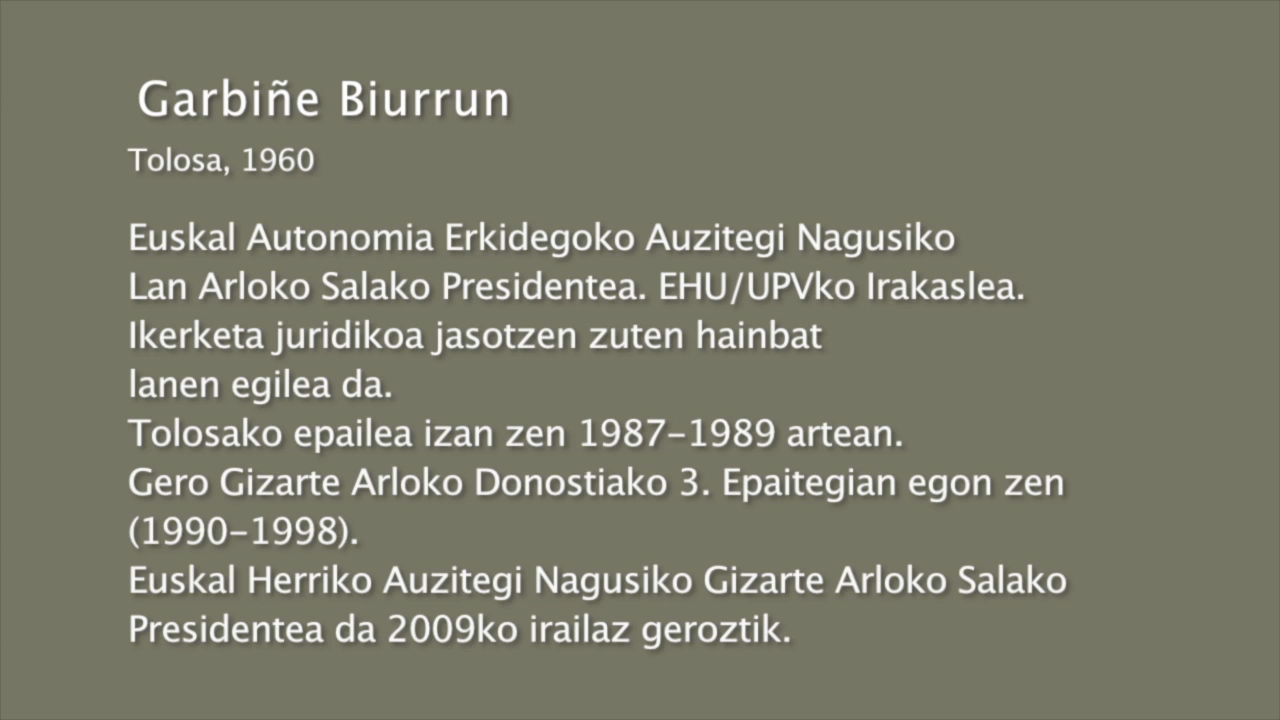 Garbiñe Biurrun
Tolosa, 1960
Euskal Autonomia Erkidegoko Auzitegi Nagusiko
Lan Arloko Salako Presidentea. EHU/UPVko Irakaslea.
Ikerketa juridikoa jasotzen zuten hainbat
lanen egilea da.
Tolosako epailea izan zen 1987-1989 artean.
Gero Gizarte Arloko Donostiako 3. Epaitegian egon zen
(1990-1998).
Euskal Herriko Auzitegi Nagusiko Gizarte Arloko Salako
Presidentea da 2009ko irailaz geroztik.